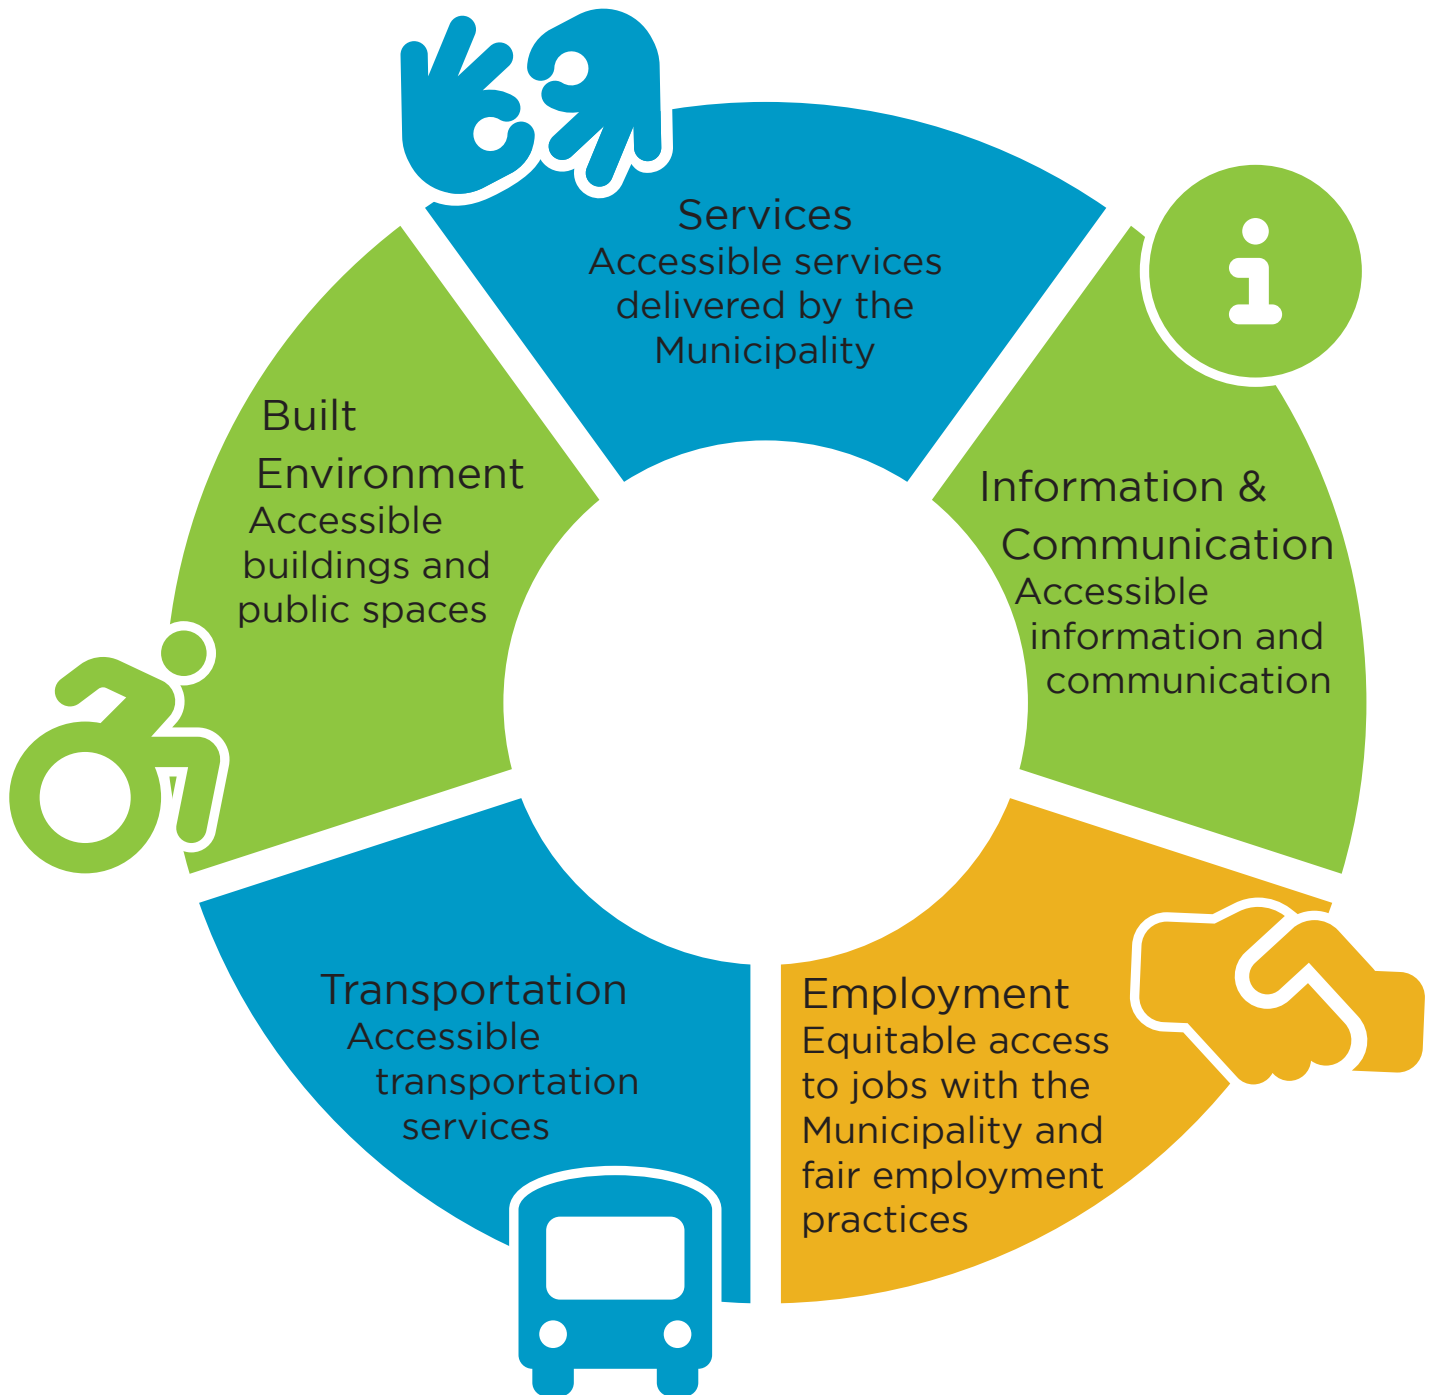 Services
Accessible services
delivered by the
Municipality
Information &
Communication
Accessible
information and
communication
Employment
Equitable access
to jobs with the
Municipality and
fair employment
practices
Transportation
Accessible
transportation
services
Built
Environment
Accessible
buildings and
public spaces